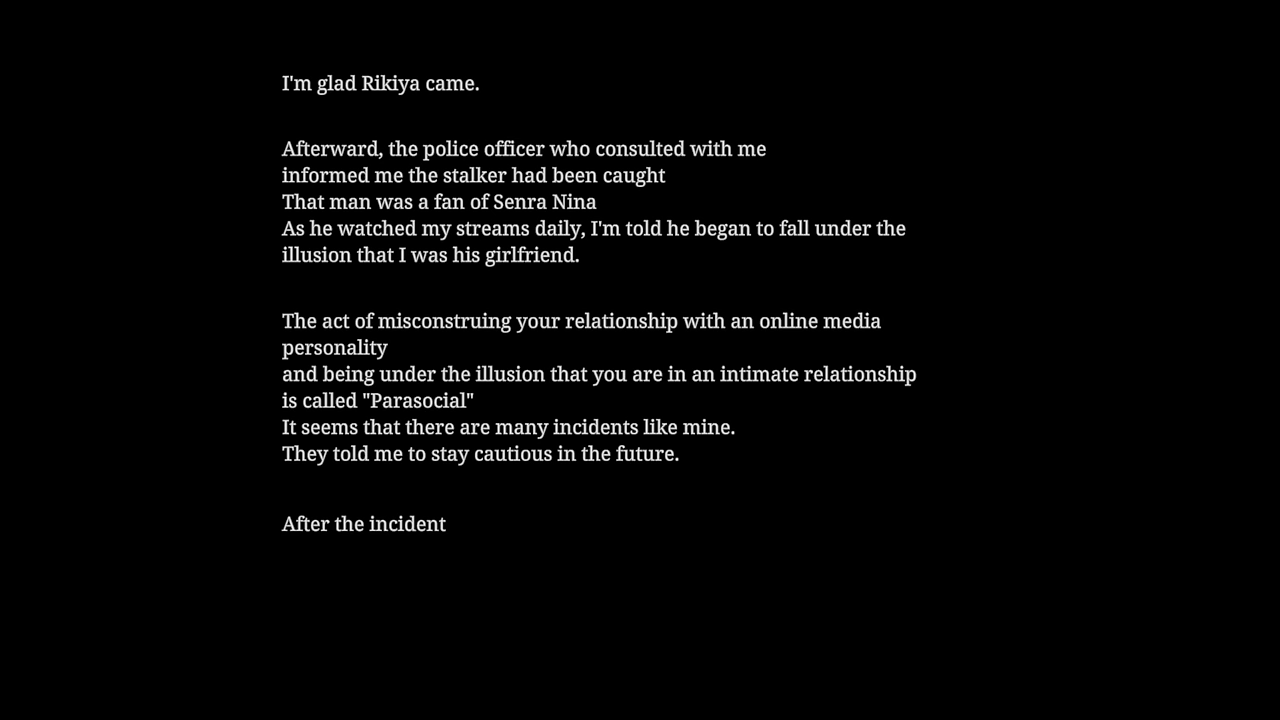 I'm glad Rikiya came.
Afterward, the police officer who consulted with me
informed me the stalker had been caught
That man was a fan of Senra Nina
As he watched my streams daily, I'm told he began to fall under the
illusion that I was his girlfriend.
The act of misconstruing your relationship with an online media
personality
and being under the illusion that you are in an intimate relationship
is called "Parasocial"
It seems that there are many incidents like mine.
They told me to stay cautious in the future.
After the incident